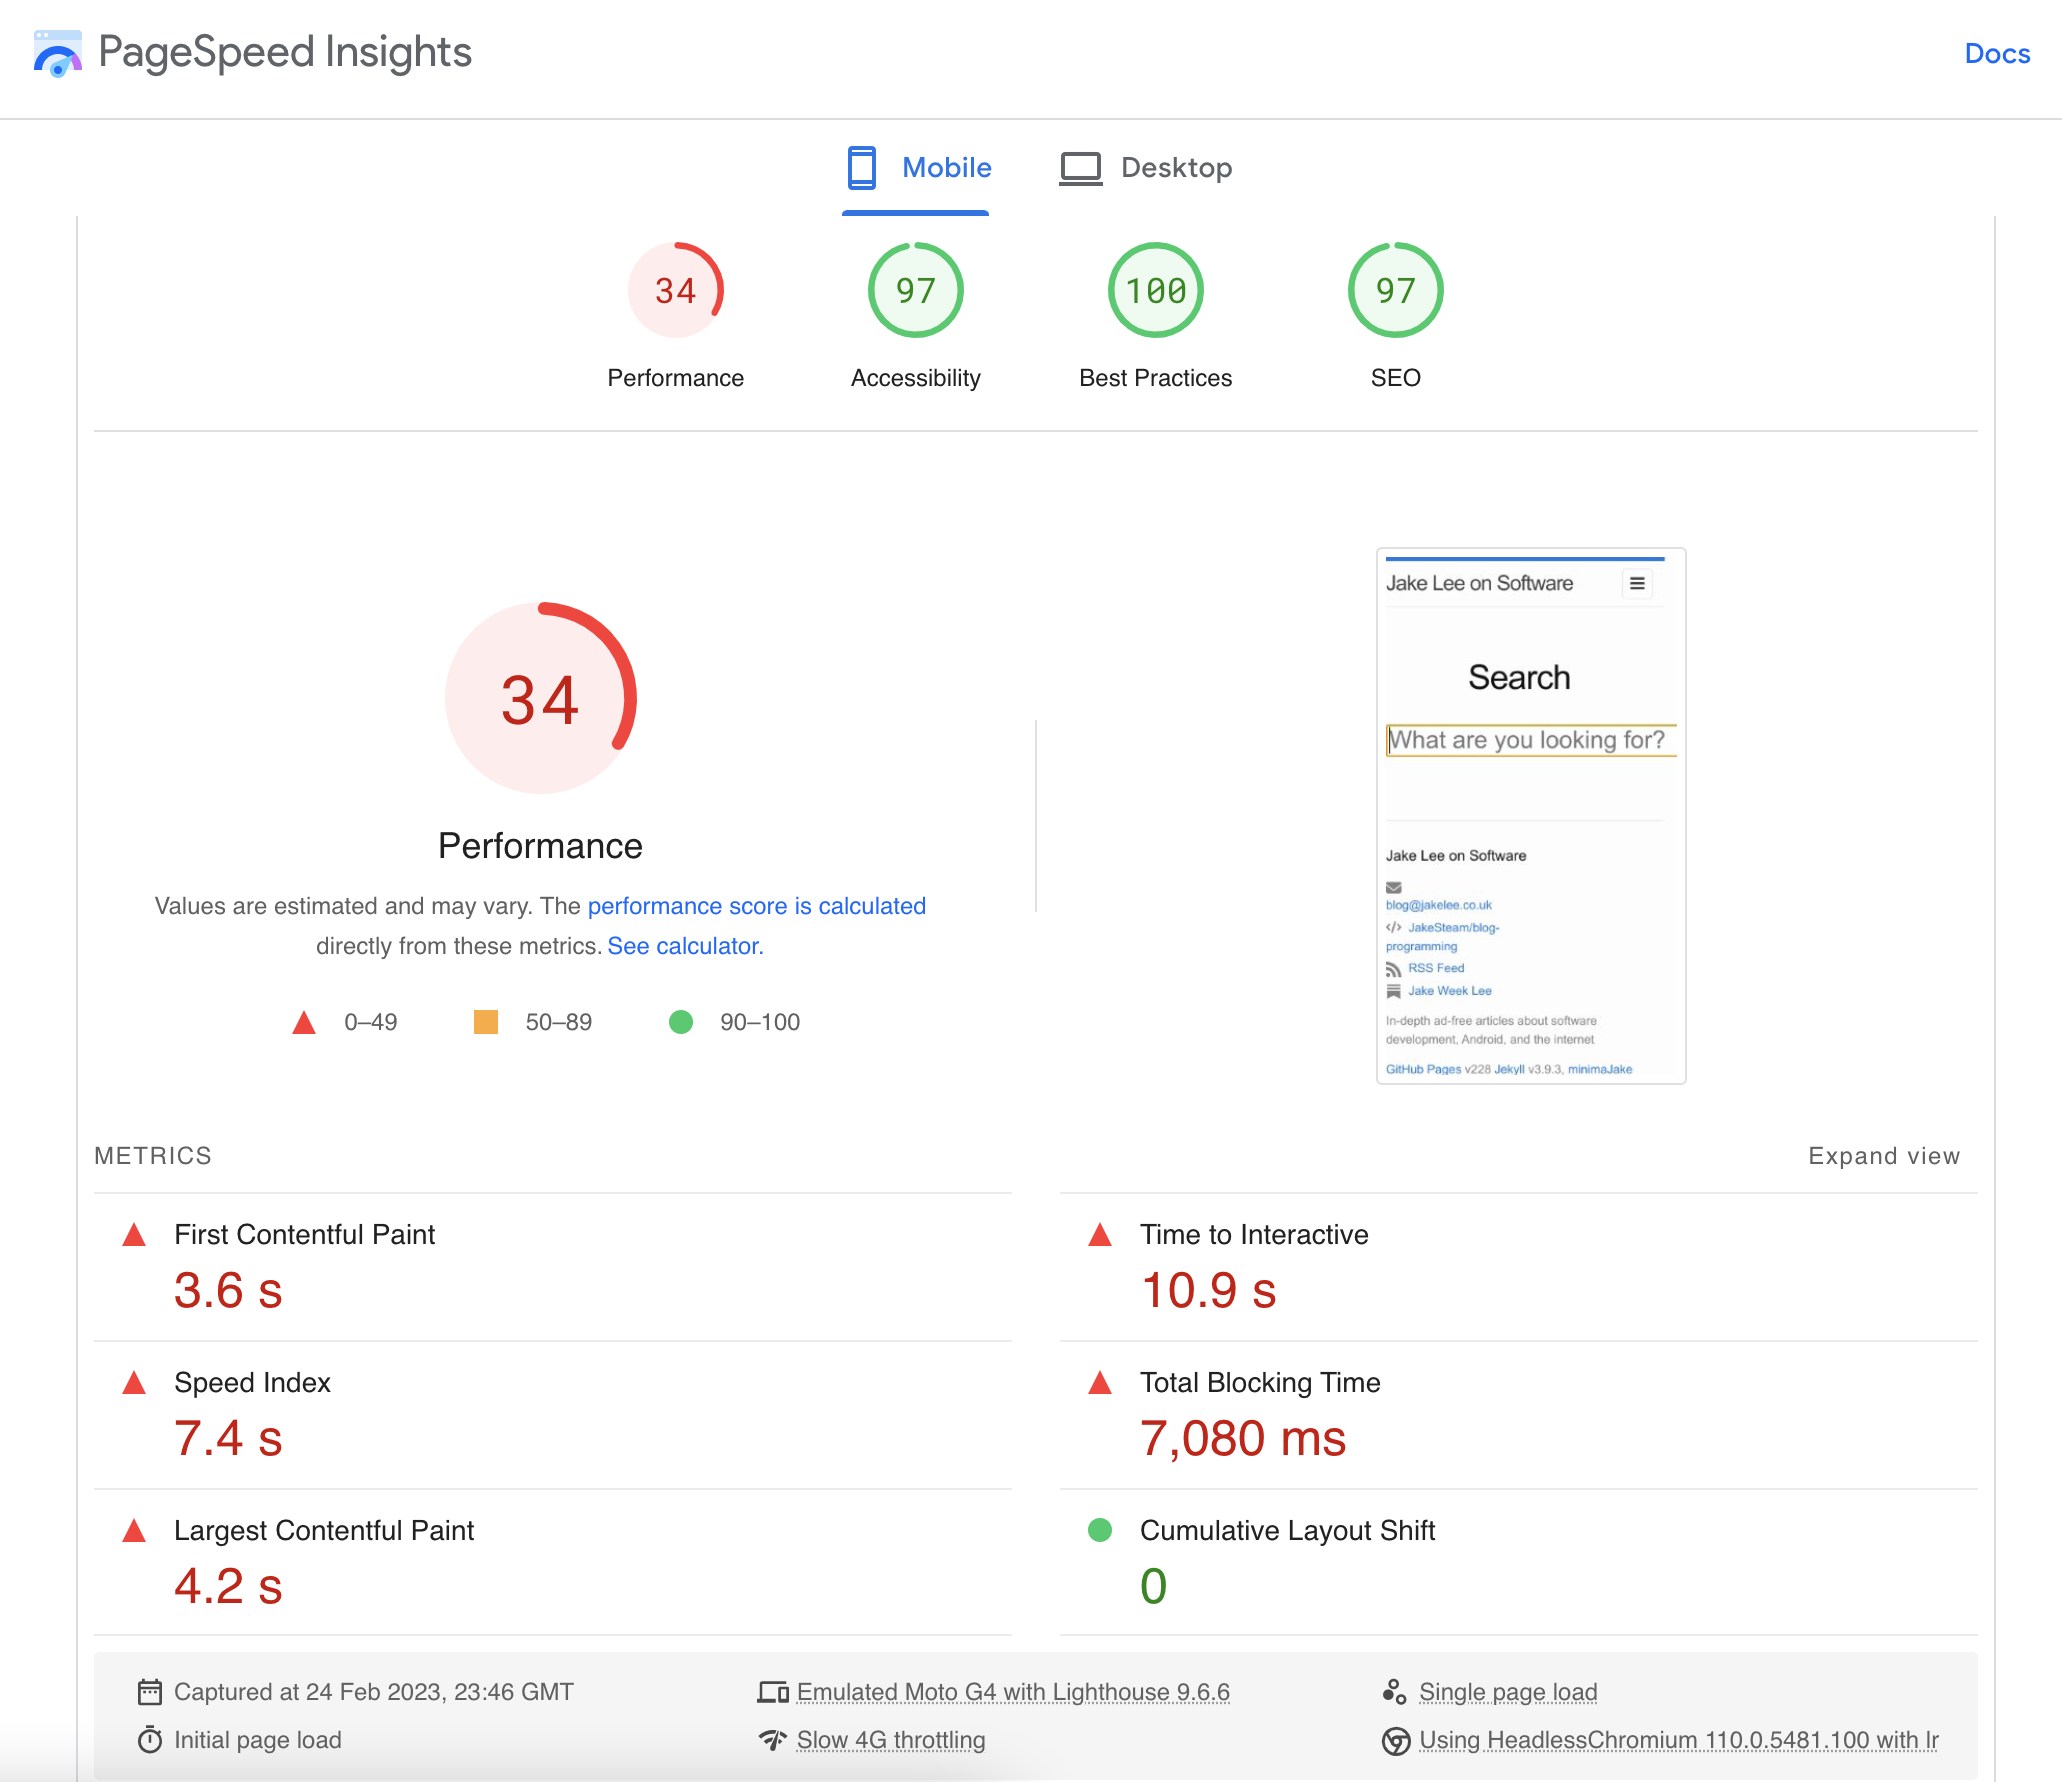 PageSpeed Insights
Docs
Mobile
Desktop
34
97
100
97
Performance
Accessibility
Best Practices
SEO
34
Performance
Values are estimated and may vary. The performance score is calculated
directly from these metrics. See calculator.
0–49
50–89
90–100
Jake Lee on Software
Search
What are you looking for?
Jake Lee on Software
blog@jakelee.co.uk
JakeSteam/blog-
programming
RSS Feed
Jake Week Lee
In-depth ad-free articles about software
development, Android, and the internet
GitHub Pages v228 Jekyll v3.9.3, minimaJake
METRICS
Expand view
First Contentful Paint
3.6 s
Time to Interactive
10.9 s
Speed Index
7.4 s
Total Blocking Time
7,080 ms
Largest Contentful Paint
4.2 s
Cumulative Layout Shift
0
Captured at 24 Feb 2023, 23:46 GMT
Emulated Moto G4 with Lighthouse 9.6.6
Single page load
Initial page load
Slow 4G throttling
Using HeadlessChromium 110.0.5481.100 with lr